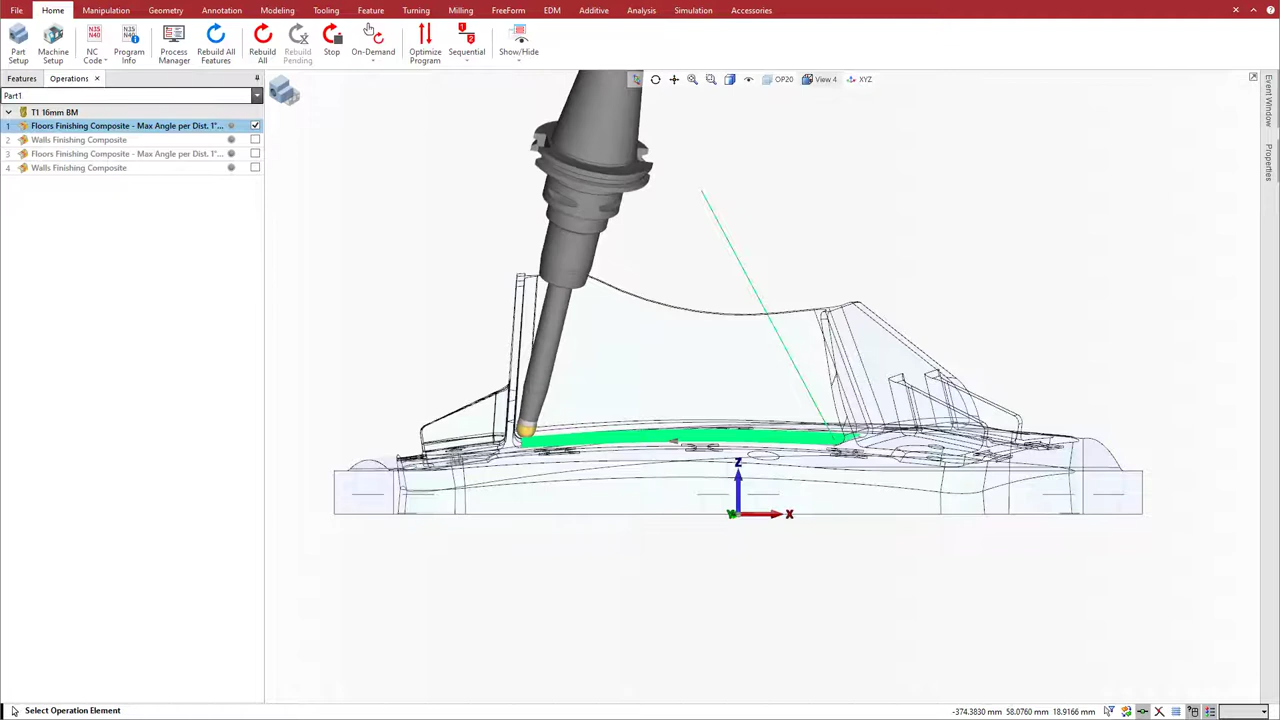 File Home Manipulation Geometry Annotation Modeling Tooling Feature Turning Milling FreeForm EDM Additive Analysis Simulation Accessories
Part Setup
Machine Setup
NC Code
Program Info
Process Manager
Rebuild All Features
Rebuild All
Rebuild Pending
Stop
On-Demand
Optimize Program
Sequential
Show/Hide
Features Operations
OP20 View 4 XYZ
Part1
T1 16mm BM
1 Floors Finishing Composite - Max Angle per Dist. 1°...
2 Walls Finishing Composite
3 Floors Finishing Composite - Max Angle per Dist. 1°...
4 Walls Finishing Composite
Event Window
Properties
Z
Y X
Select Operation Element
-374.3830 mm 58.0760 mm 18.9166 mm